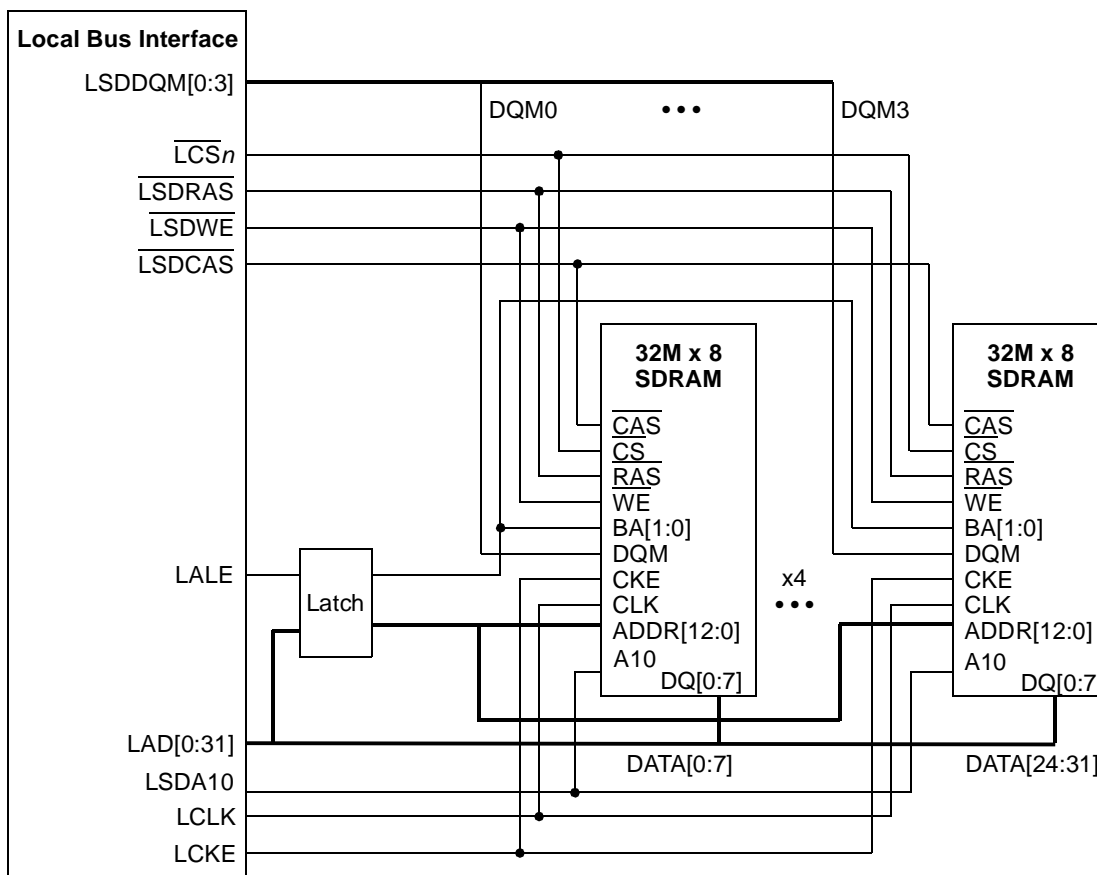 Local Bus Interface
LSDDQM[0:3]
DQM0
•••
DQM3
LCSn
LSDRAS
LSDWE
LSDCAS
32M x 8
SDRAM
CAS
CS
RAS
WE
BA[1:0]
DQM
CKE
CLK
ADDR[12:0]
A10
DQ[0:7]
x4
•••
32M x 8
SDRAM
CAS
CS
RAS
WE
BA[1:0]
DQM
CKE
CLK
ADDR[12:0]
A10
DQ[0:7
LALE
Latch
LAD[0:31]
DATA[0:7]
DATA[24:31]
LSDA10
LCLK
LCKE